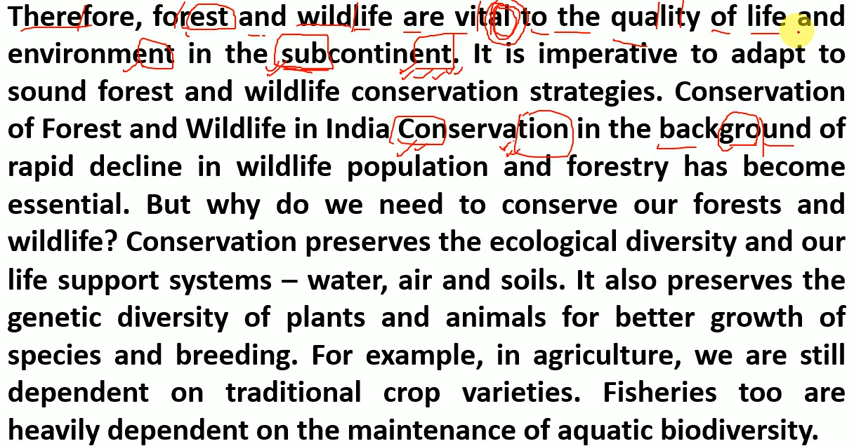 Therefore, forest and wildlife are vital to the quality of life and
environment in the subcontinent. It is imperative to adapt to
sound forest and wildlife conservation strategies. Conservation
of Forest and Wildlife in India Conservation in the background of
rapid decline in wildlife population and forestry has become
essential. But why do we need to conserve our forests and
wildlife? Conservation preserves the ecological diversity and our
life support systems – water, air and soils. It also preserves the
genetic diversity of plants and animals for better growth of
species and breeding. For example, in agriculture, we are still
dependent on traditional crop varieties. Fisheries too are
heavily dependent on the maintenance of aquatic biodiversity.